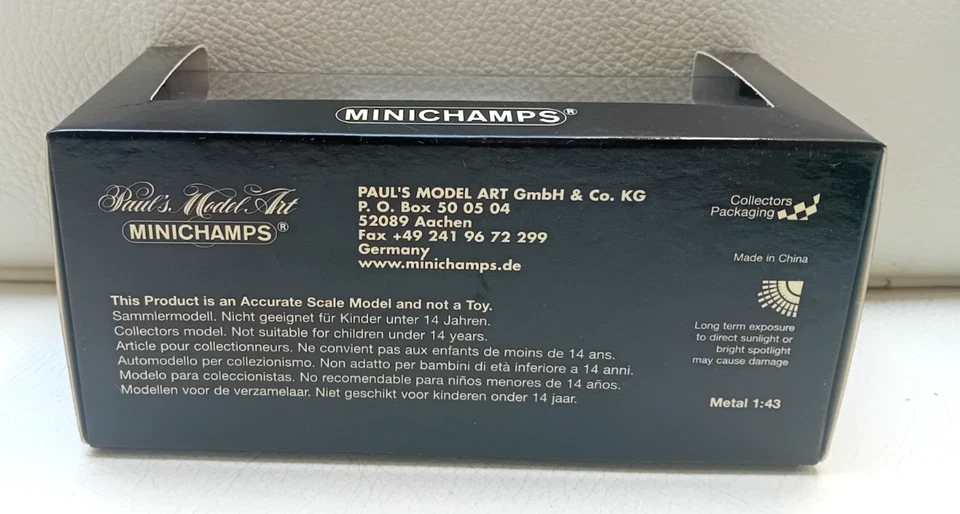 MINICHAMPS®
Paul's Model Art
MINICHAMPS®
PAUL'S MODEL ART GmbH & Co. KG
P. O. Box 50 05 04
52089 Aachen
Fax +49 241 96 72 299
Germany
www.minichamps.de
Collectors
Packaging
Made in China
Long term exposure
to direct sunlight or
bright spotlight
may cause damage
Metal 1:43
This Product is an Accurate Scale Model and not a Toy.
Sammlermodell. Nicht geeignet für Kinder unter 14 Jahren.
Collectors model. Not suitable for children under 14 years.
Article pour collectionneurs. Ne convient pas aux enfants de moins de 14 ans.
Automodello per collezionismo. Non adatto per bambini di età inferiore a 14 anni.
Modelo para coleccionistas. No recomendable para niños menores de 14 años.
Modellen voor de verzamelaar. Niet geschikt voor kinderen onder 14 jaar.